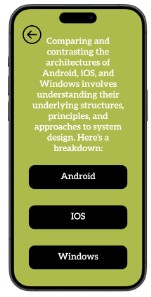 Comparing and
contrasting the
architectures of
Android, iOS, and
Windows involves
understanding their
underlying structures,
principles, and
approaches to system
design. Here's a
breakdown:
Android
IOS
Windows